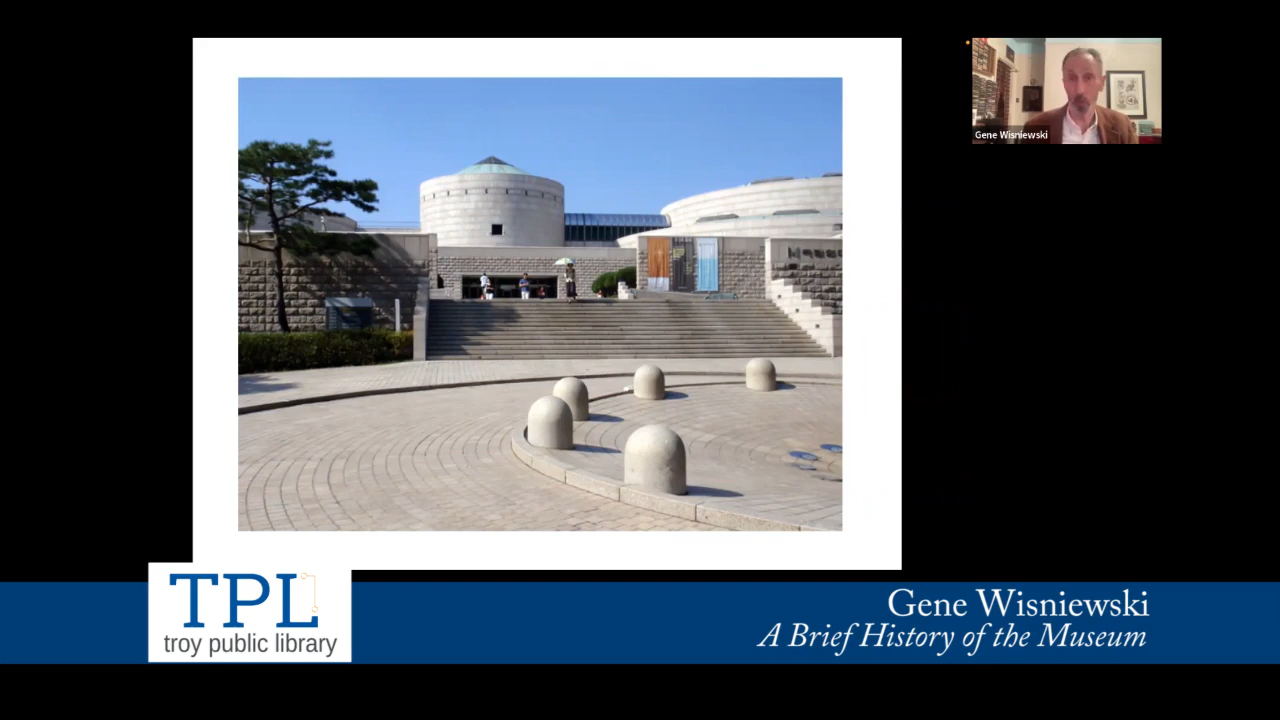 Gene Wisniewski
TPL
troy public library
Gene Wisniewski
A Brief History of the Museum